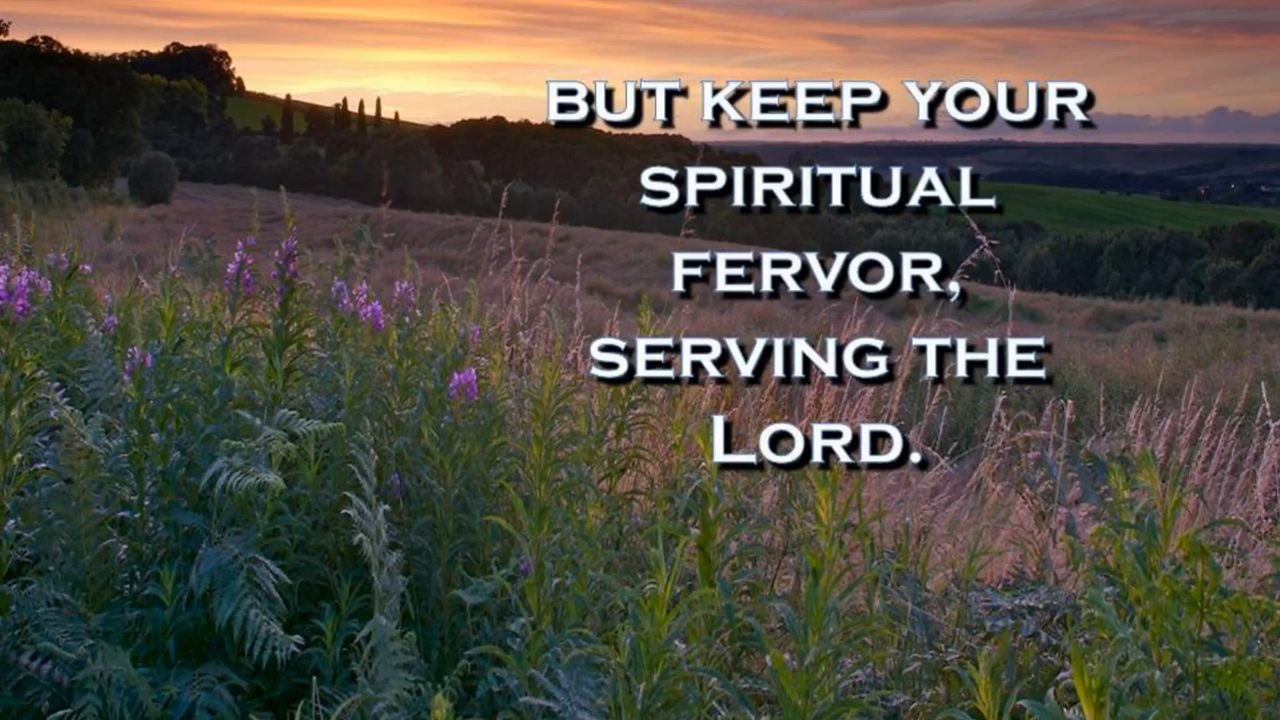 BUT KEEP YOUR
SPIRITUAL
FERVOR,
SERVING THE
LORD.